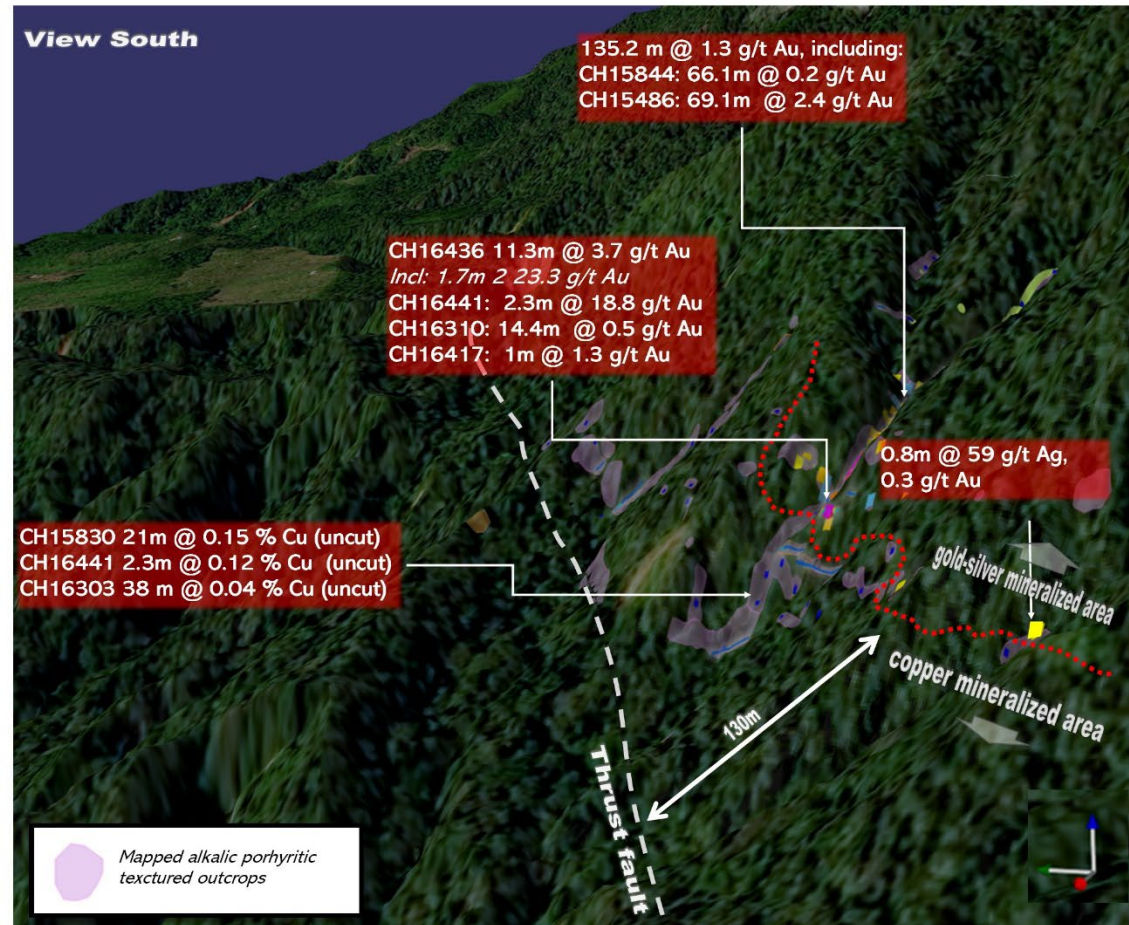 View South
135.2 m @ 1.3 g/t Au, including:
CH15844: 66.1m @ 0.2 g/t Au
CH15486: 69.1m @ 2.4 g/t Au
CH16436 11.3m @ 3.7 g/t Au
Incl: 1.7m 2 23.3 g/t Au
CH16441: 2.3m @ 18.8 g/t Au
CH16310: 14.4m @ 0.5 g/t Au
CH16417: 1m @ 1.3 g/t Au
0.8m @ 59 g/t Ag,
0.3 g/t Au
CH15830 21m @ 0.15 % Cu (uncut)
CH16441 2.3m @ 0.12 % Cu (uncut)
CH16303 38 m @ 0.04 % Cu (uncut)
gold-silver mineralized area
copper mineralized area
130m
Thrust fault
Mapped alkalic porhyritic
texctured outcrops